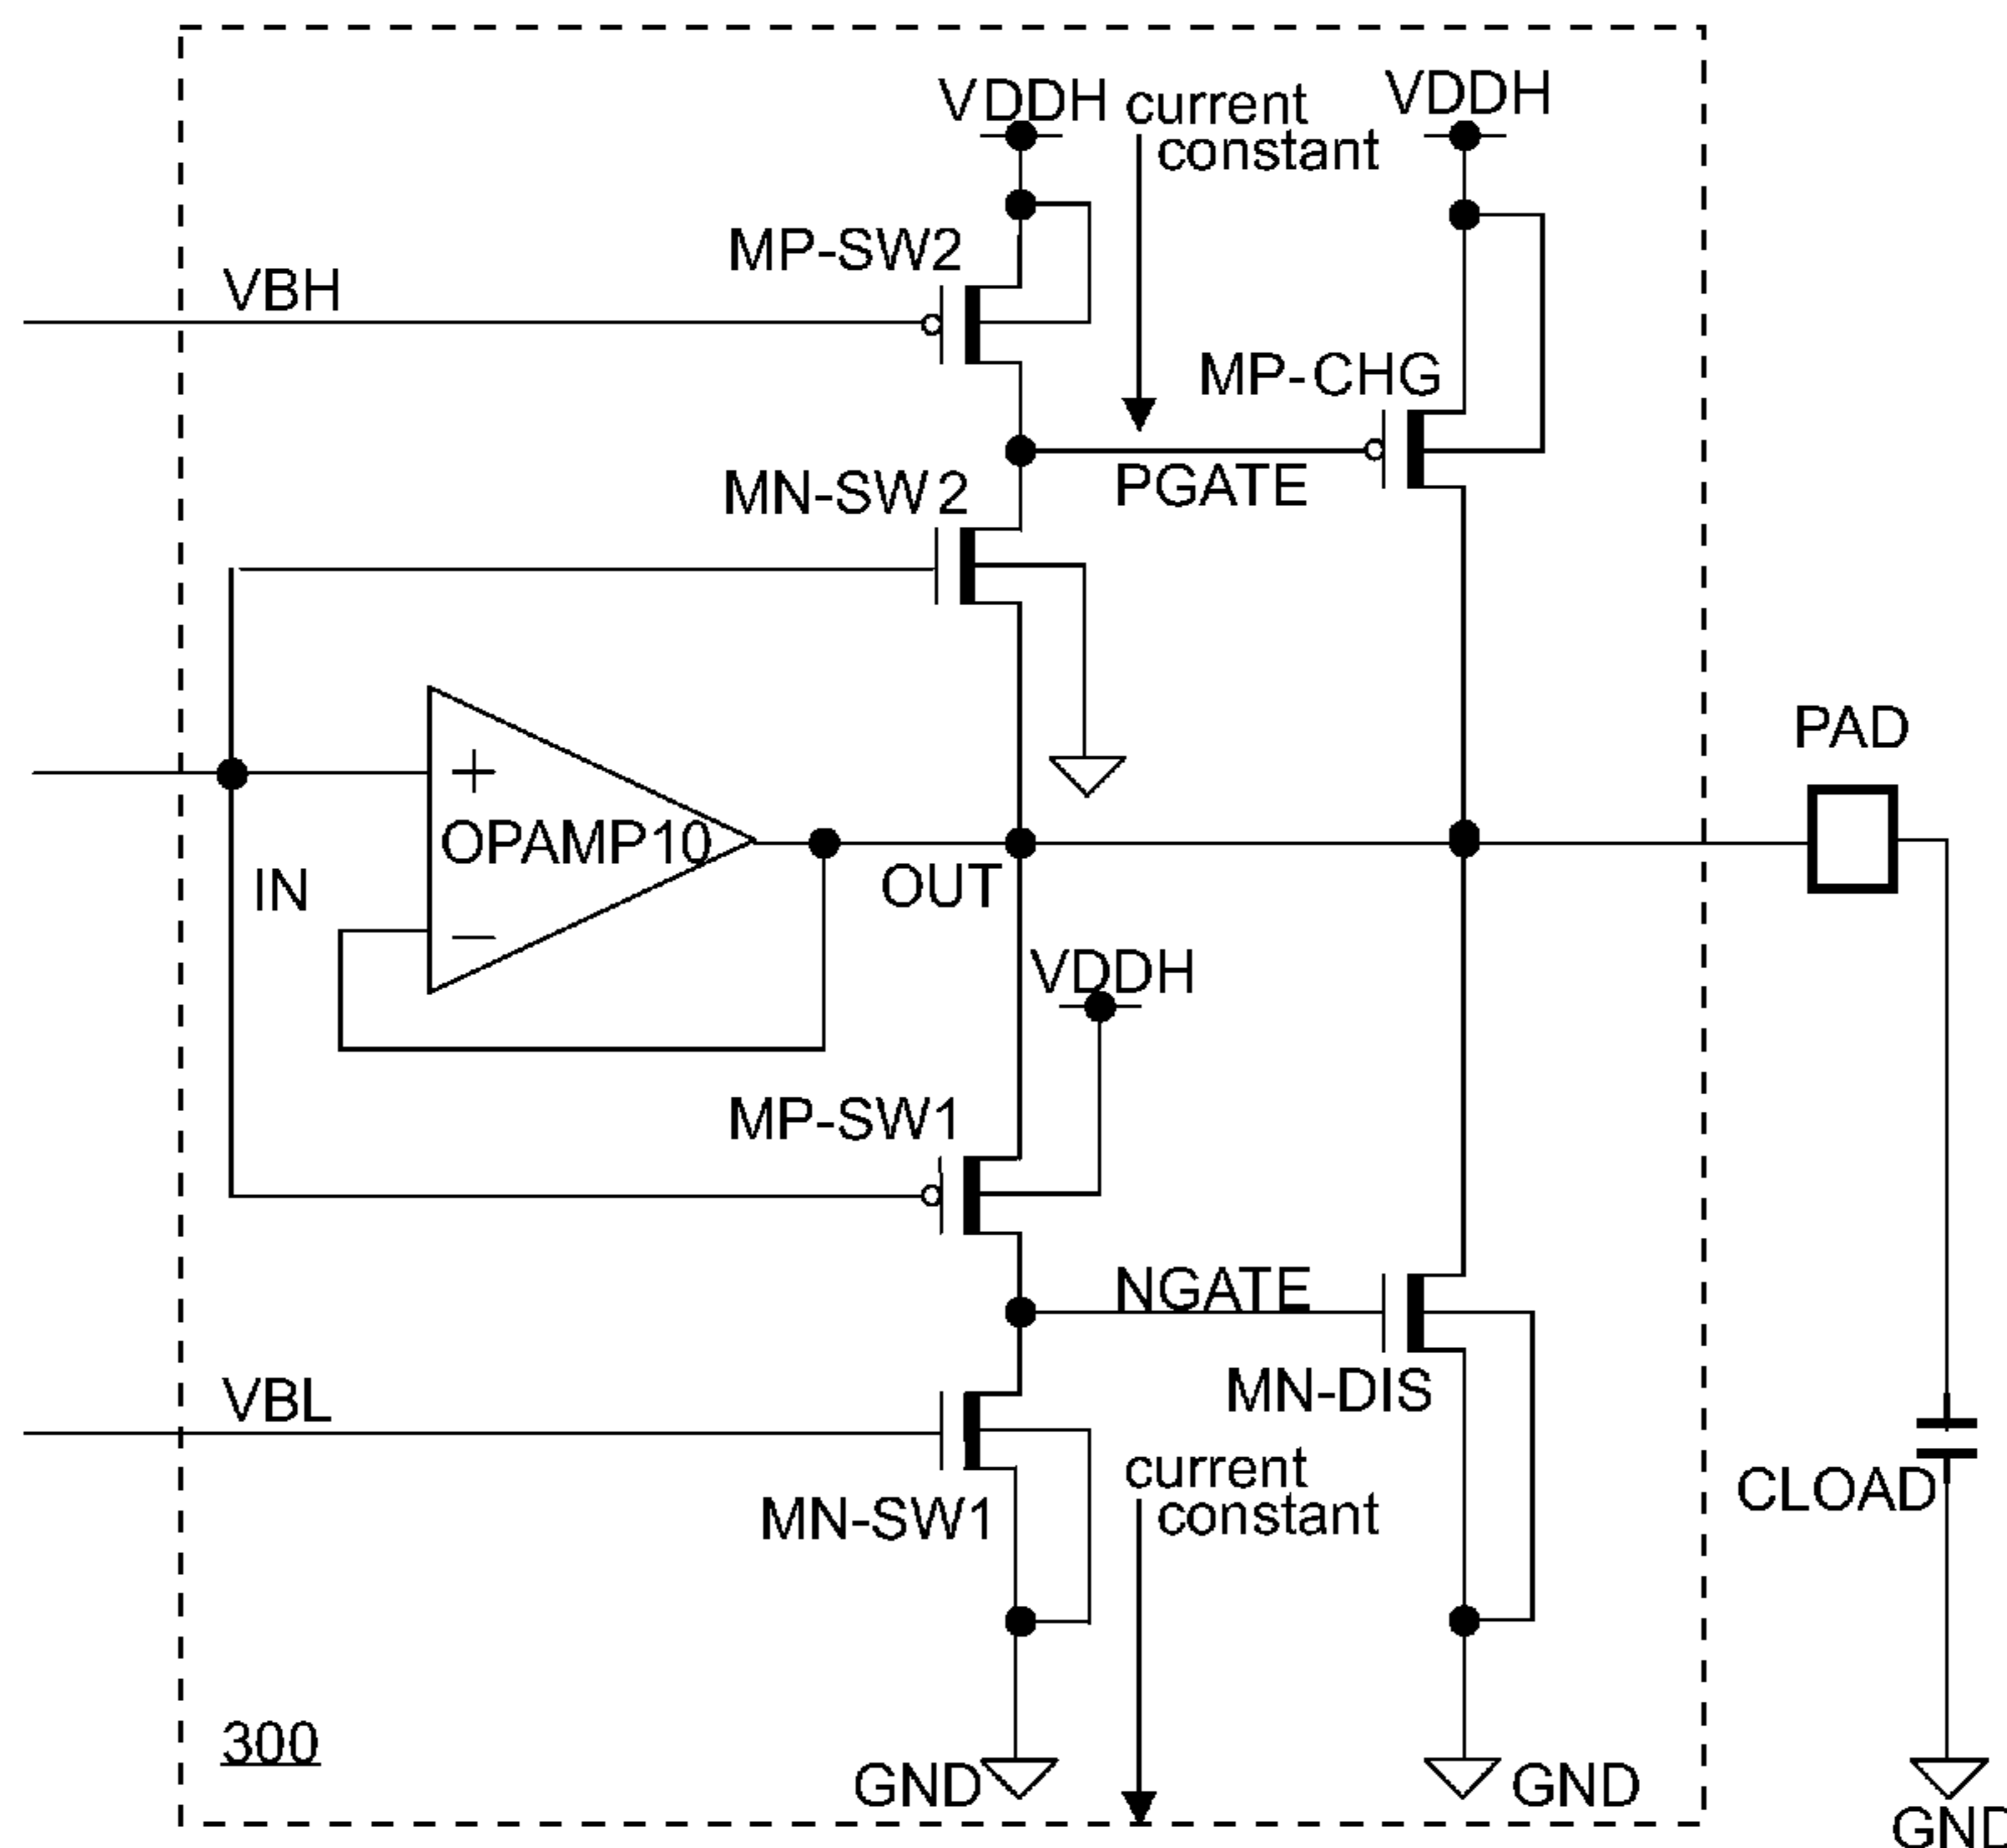 VDDH
current
constant
VDDH
MP-SW2
VBH
MP-CHG
PGATE
MN-SW2
PAD
+
OPAMP10
IN
OUT
−
VDDH
MP-SW1
NGATE
VBL
MN-DIS
current
constant
CLOAD
MN-SW1
300
GND
GND
GND